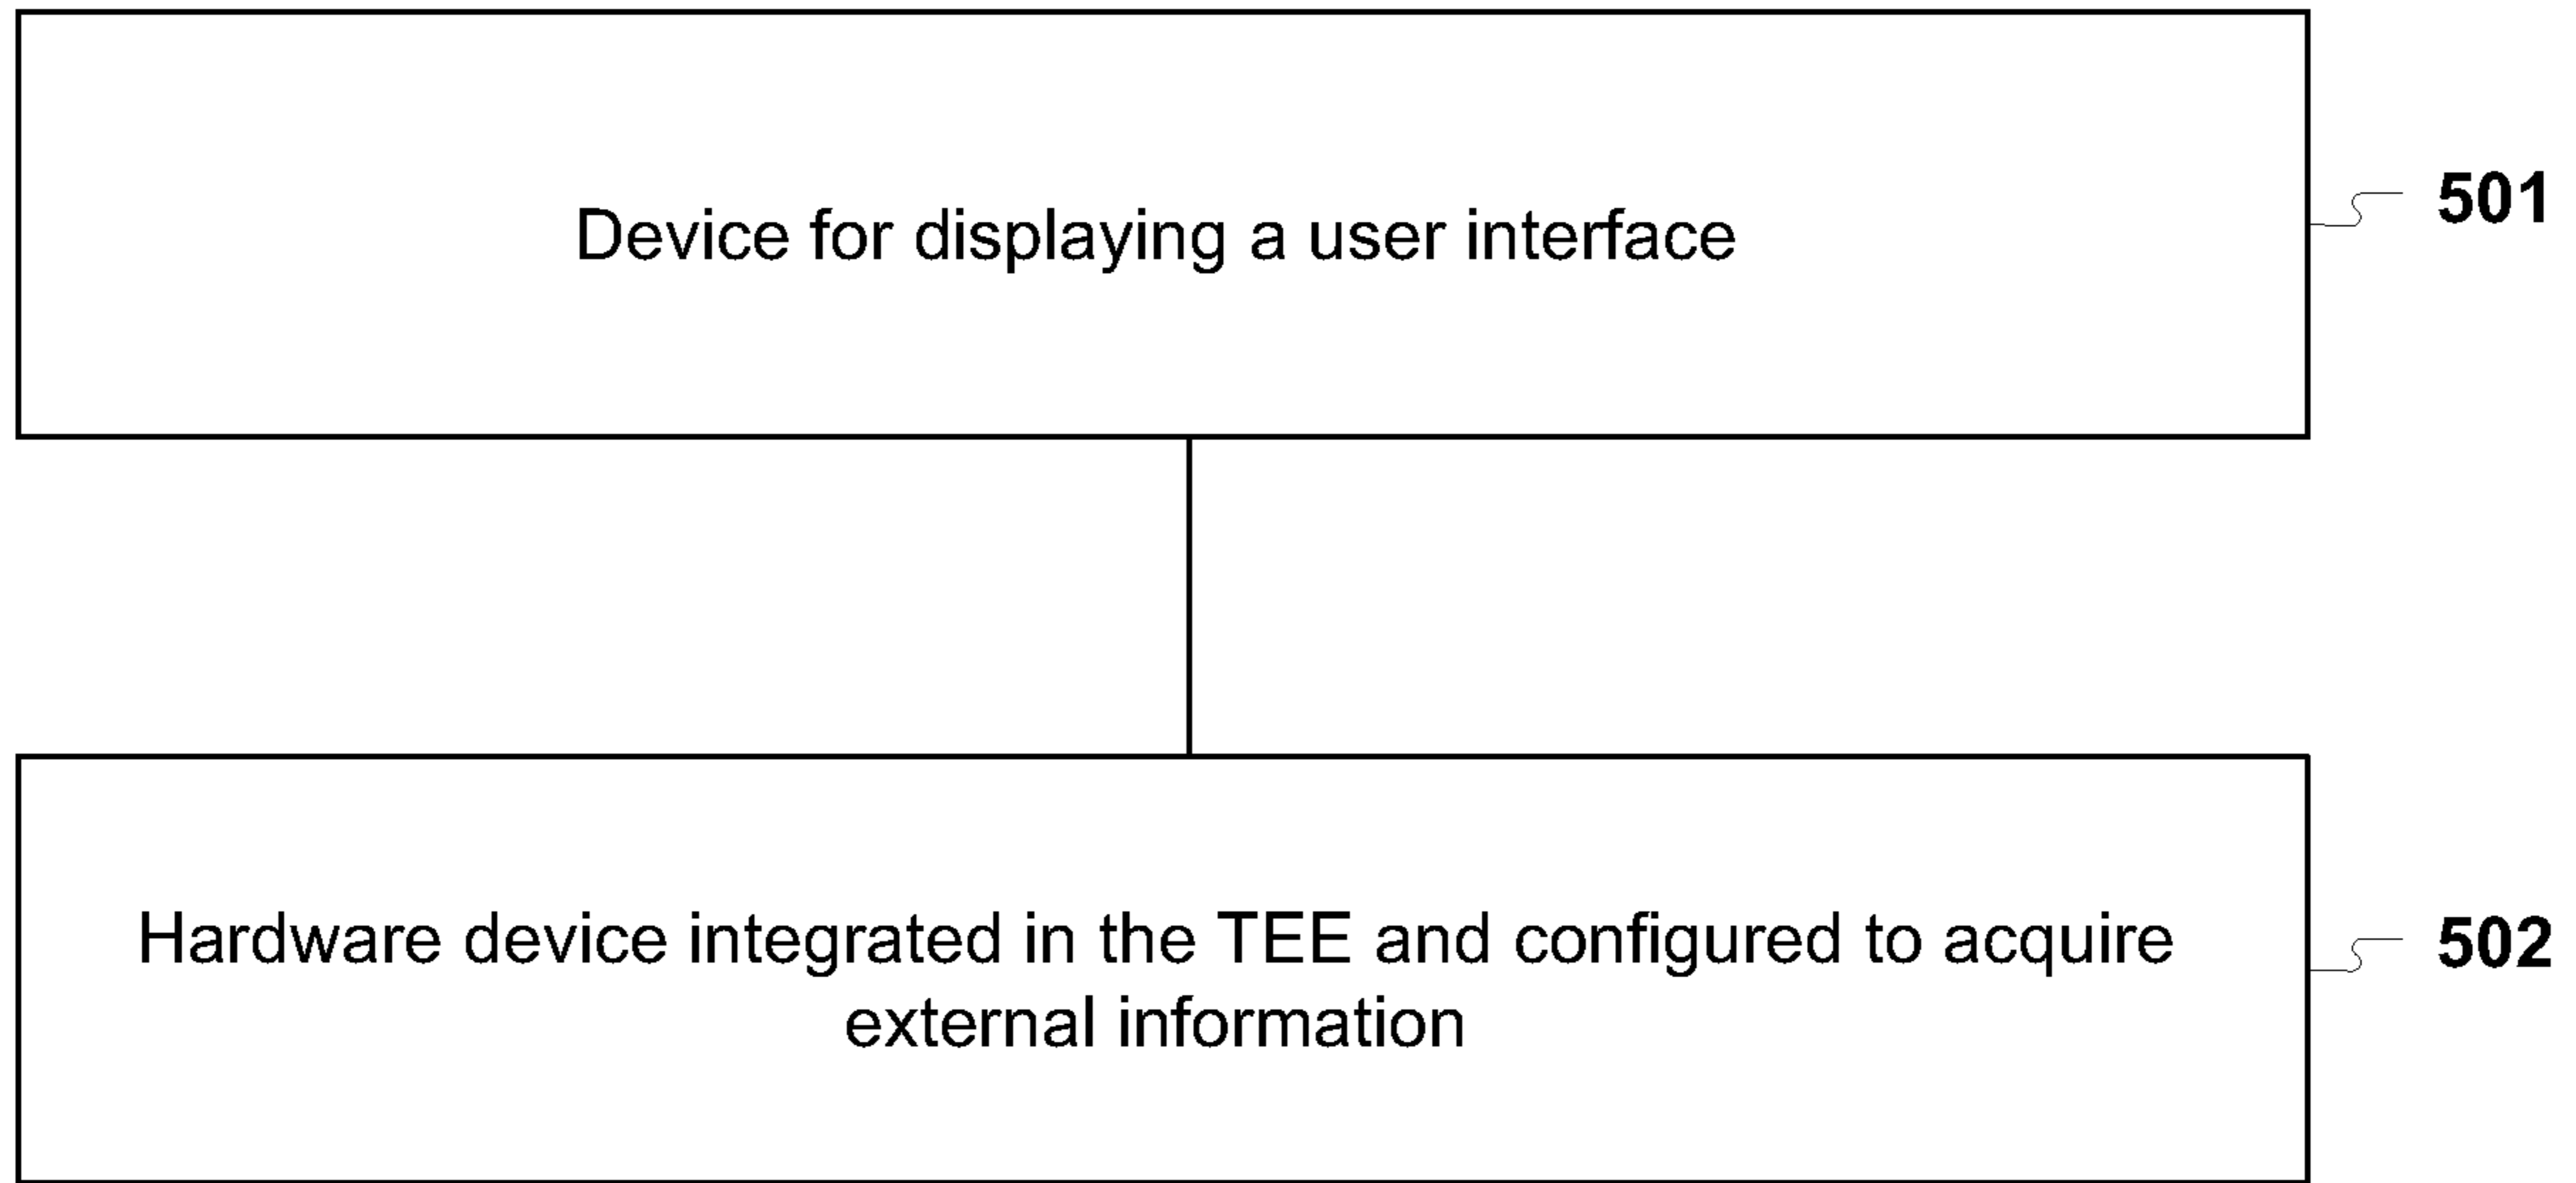 Device for displaying a user interface
501
Hardware device integrated in the TEE and configured to acquire
external information
502